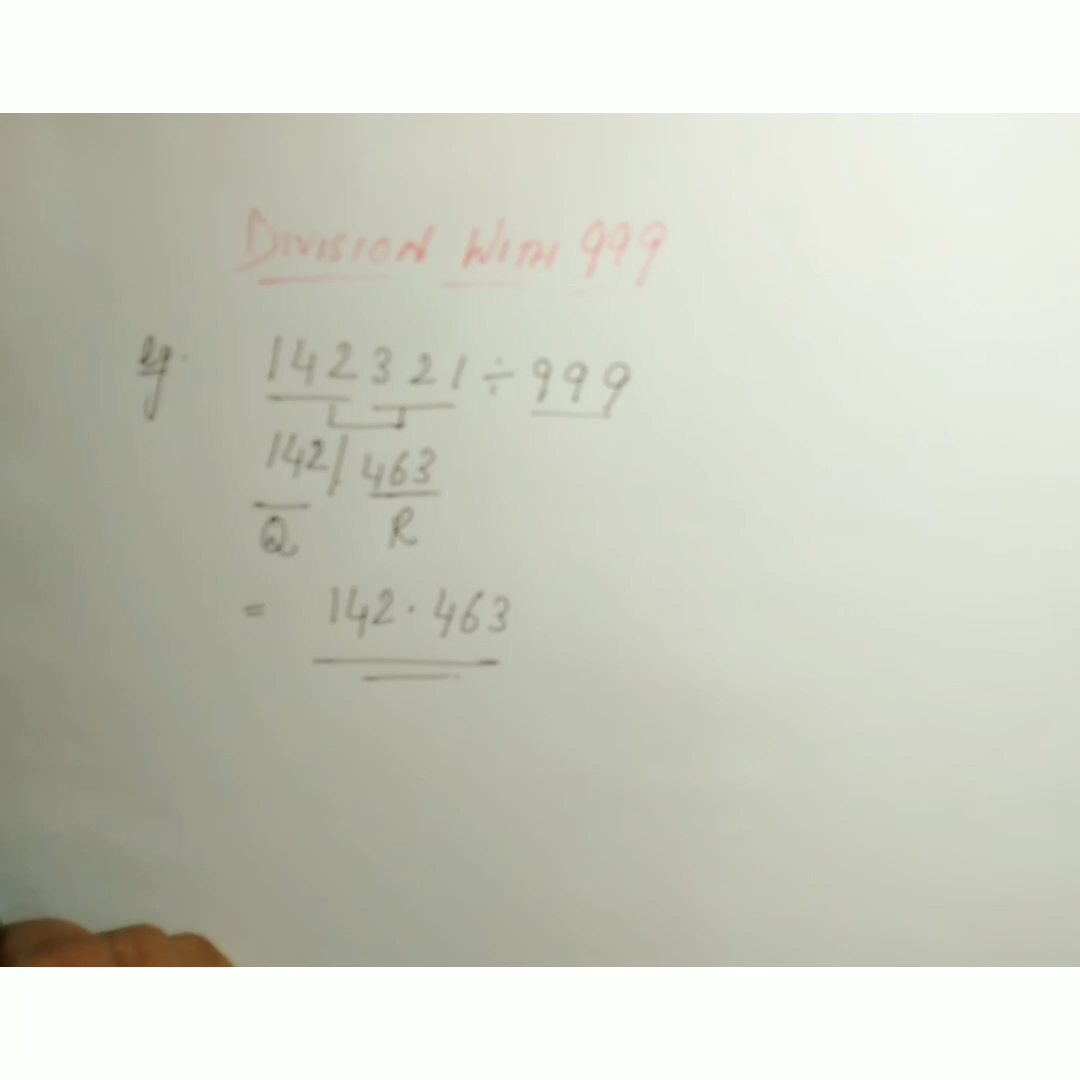 DIVISION WITH 999
eg.
142321 ÷ 999
142/463
Q R
= 142.463